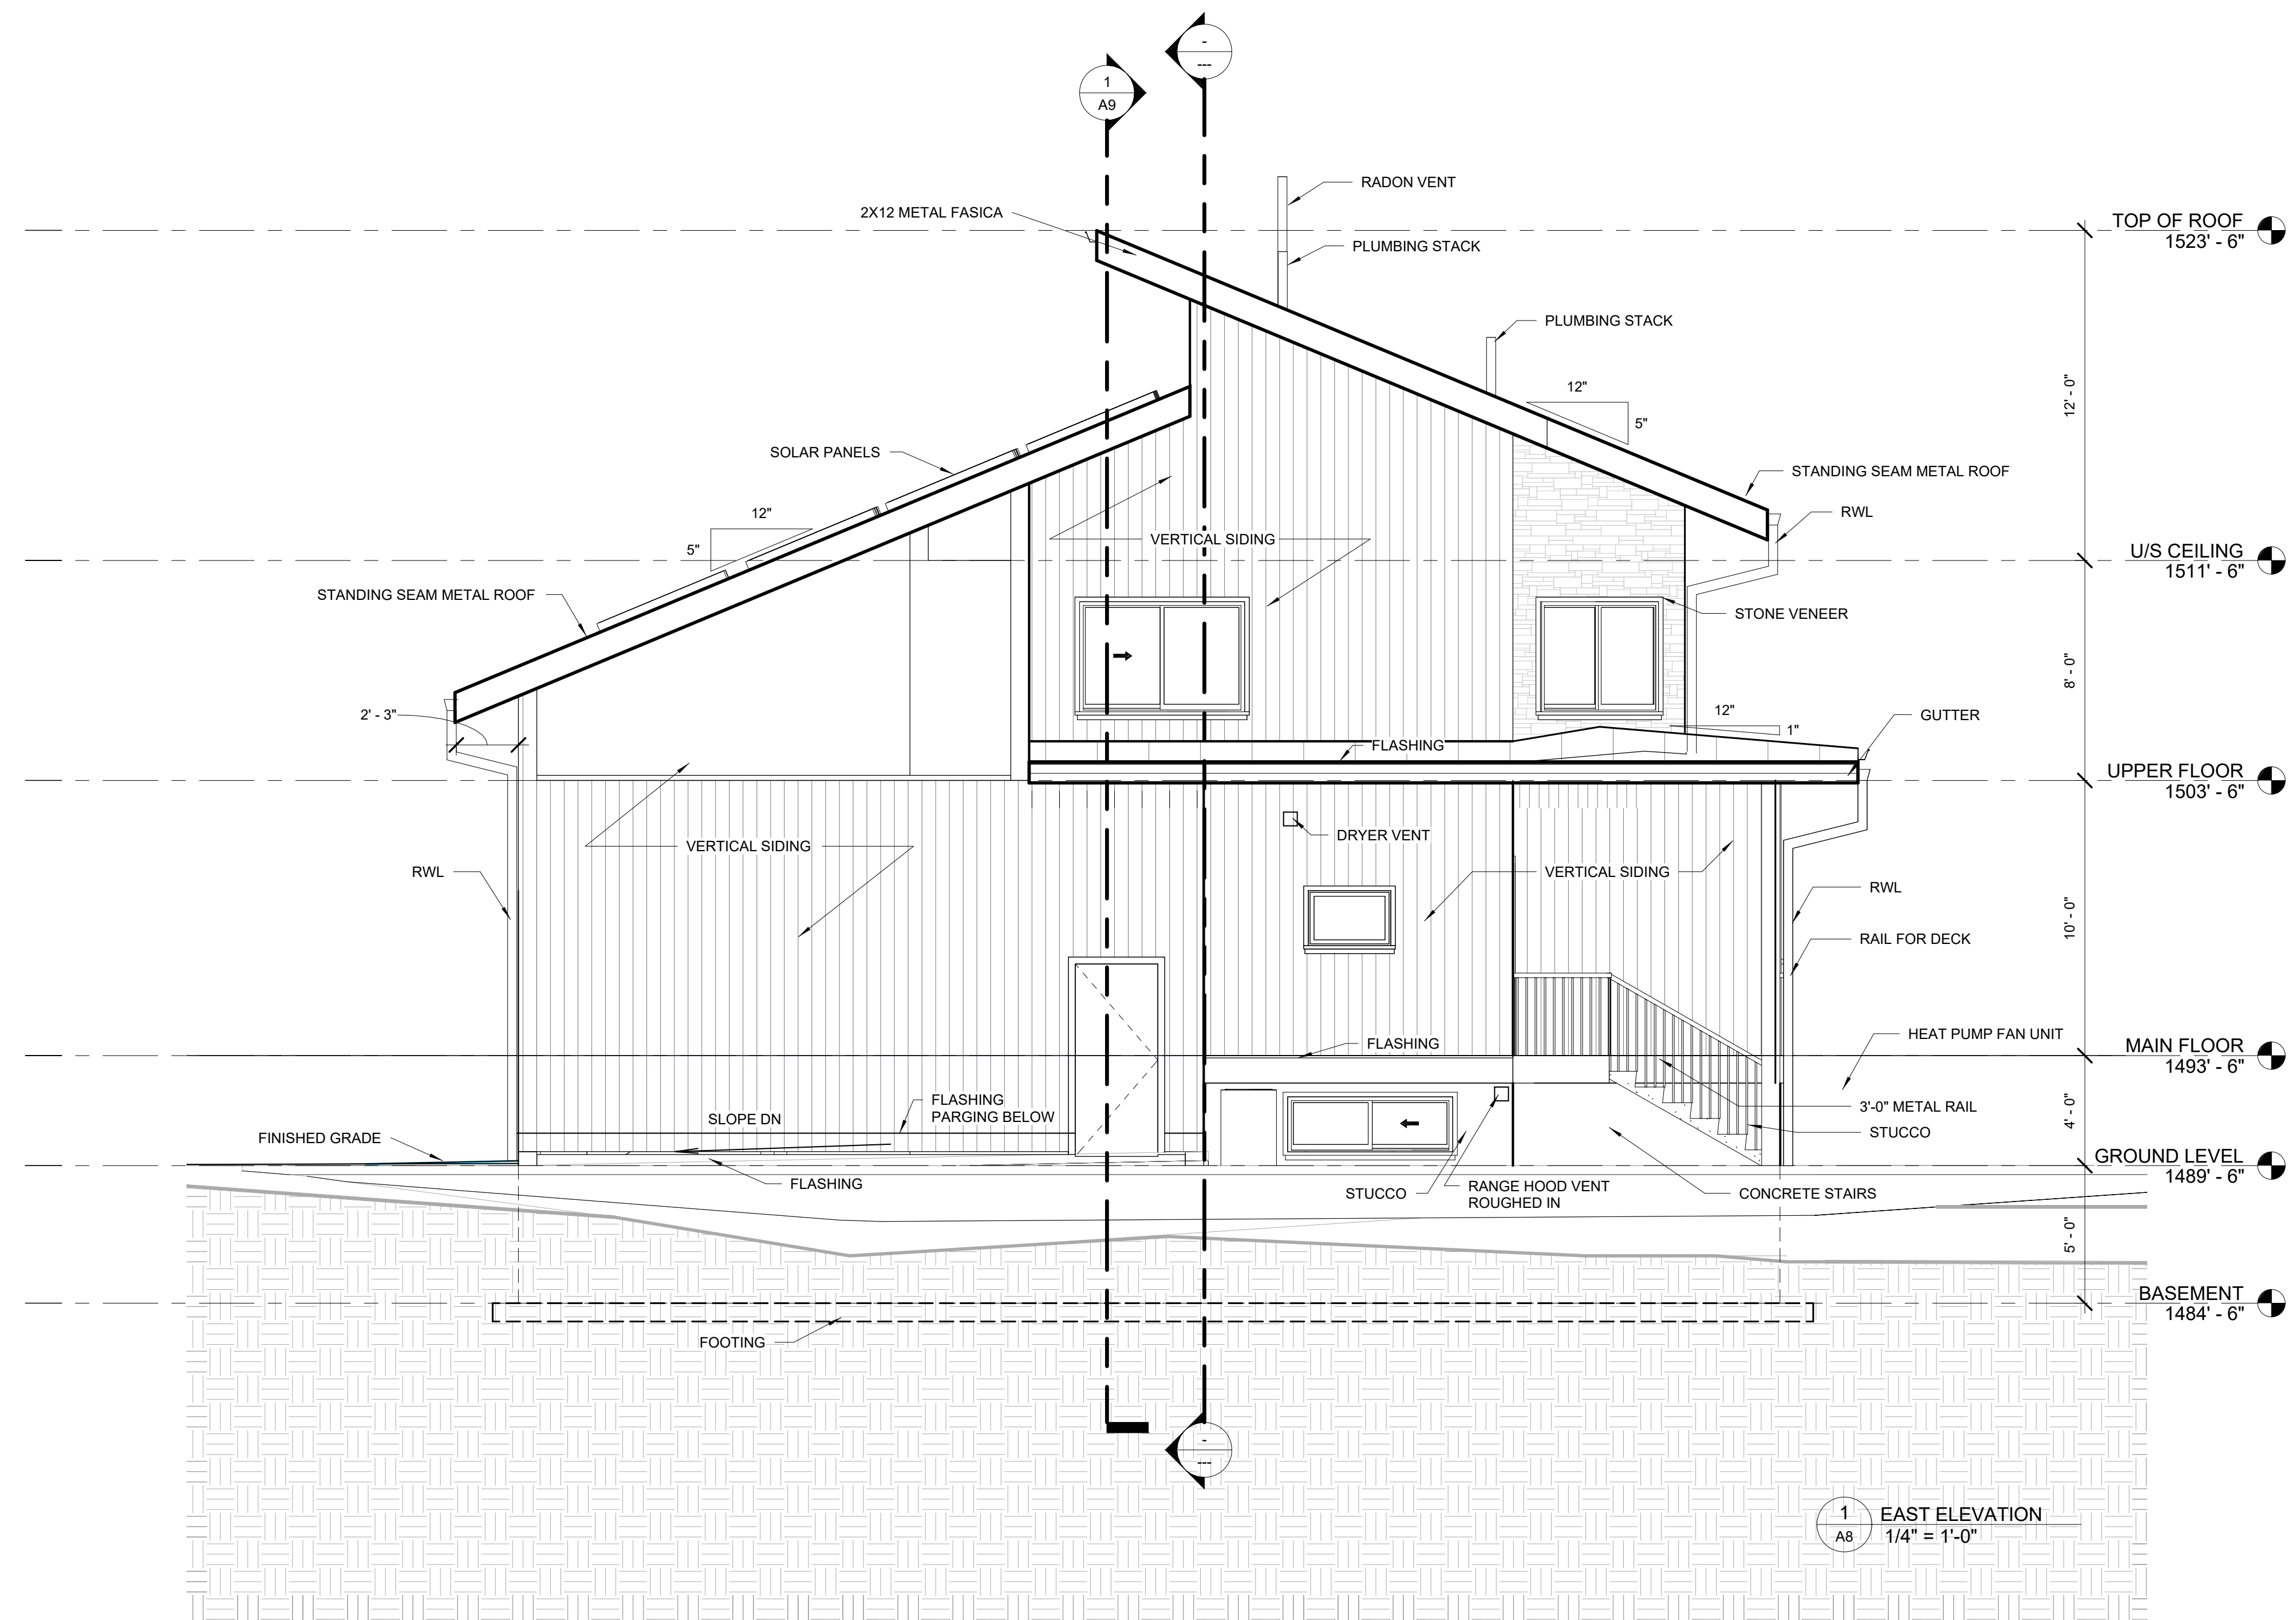 -
---
1
A9
RADON VENT
2X12 METAL FASICA
TOP OF ROOF
1523' - 6"
PLUMBING STACK
PLUMBING STACK
12"
5"
12' - 0"
SOLAR PANELS
STANDING SEAM METAL ROOF
12"
5"
RWL
VERTICAL SIDING
U/S CEILING
1511' - 6"
STANDING SEAM METAL ROOF
STONE VENEER
8' - 0"
2' - 3"
12"
1"
GUTTER
FLASHING
UPPER FLOOR
1503' - 6"
DRYER VENT
VERTICAL SIDING
RWL
VERTICAL SIDING
RWL
10' - 0"
RAIL FOR DECK
HEAT PUMP FAN UNIT
FLASHING
MAIN FLOOR
1493' - 6"
FLASHING
PARGING BELOW
SLOPE DN
3'-0" METAL RAIL
4' - 0"
FINISHED GRADE
STUCCO
GROUND LEVEL
1489' - 6"
FLASHING
STUCCO
RANGE HOOD VENT
ROUGHED IN
CONCRETE STAIRS
5' - 0"
BASEMENT
1484' - 6"
FOOTING
-
---
1
A8
EAST ELEVATION
1/4" = 1'-0"